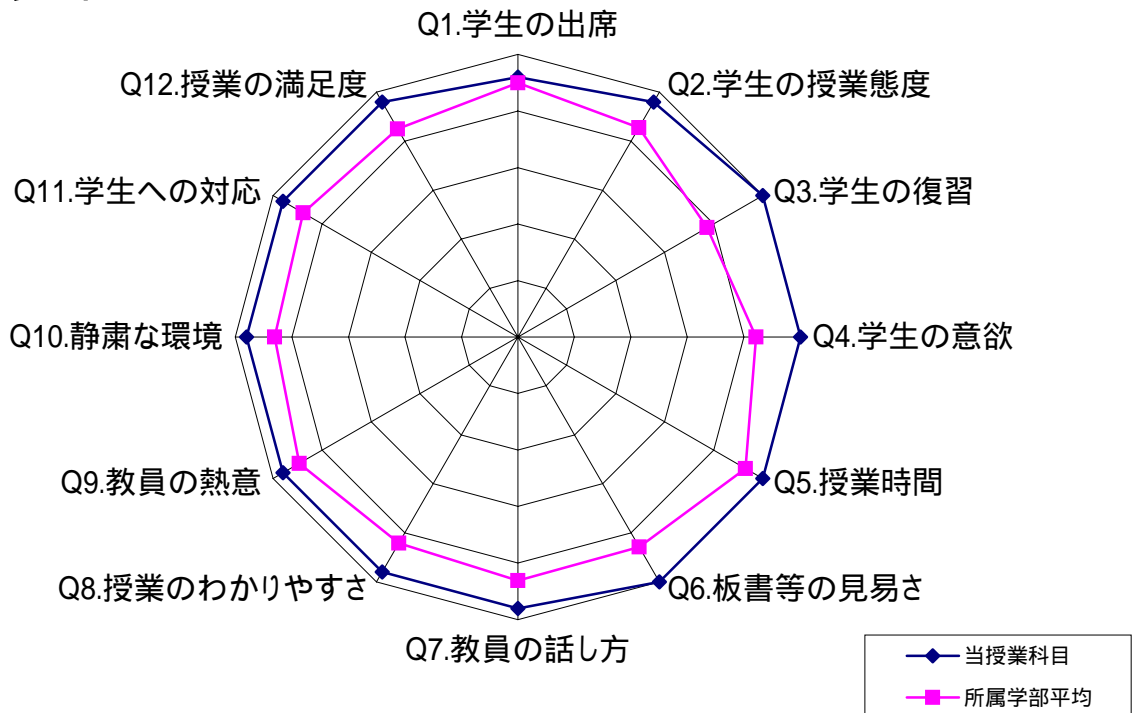 Q1.学生の出席
Q2.学生の授業態度
Q3.学生の復習
Q4.学生の意欲
Q5.授業時間
Q6.板書等の見易さ
Q7.教員の話し方
Q8.授業のわかりやすさ
Q9.教員の熱意
Q10.静粛な環境
Q11.学生への対応
Q12.授業の満足度
当授業科目
所属学部平均